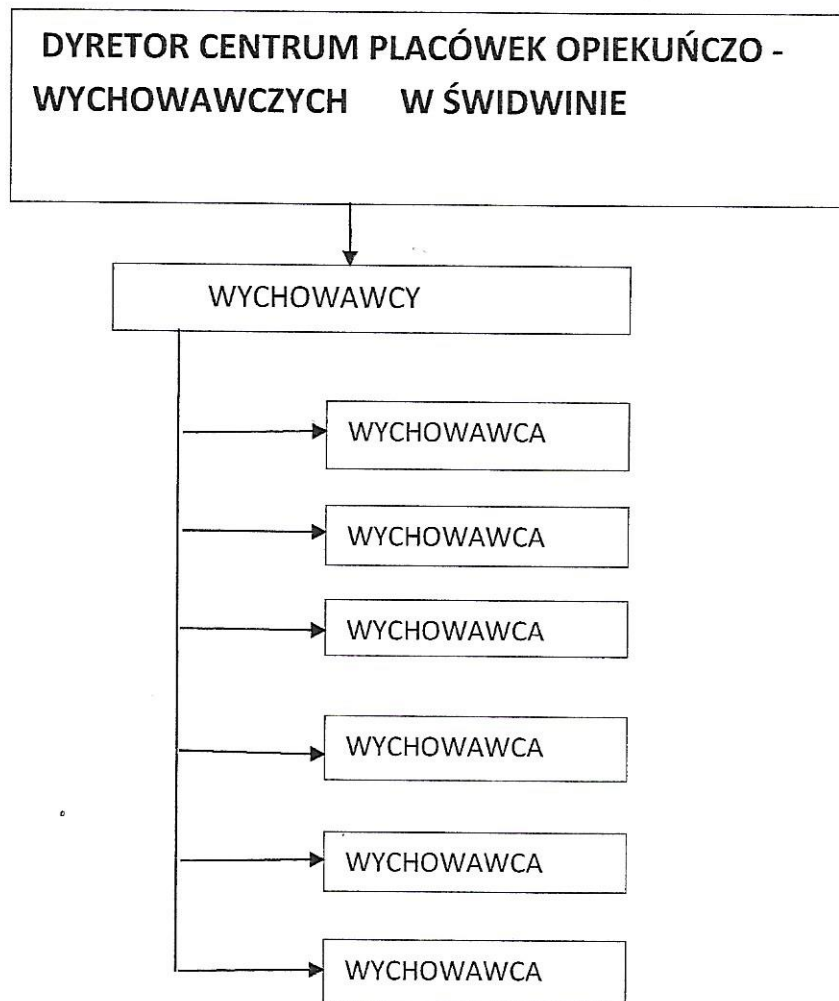 DYRETOR CENTRUM PLACÓWEK OPIEKUŃCZO -
WYCHOWAWCZYCH W ŚWIDWINIE
WYCHOWAWCY
WYCHOWAWCA
WYCHOWAWCA
WYCHOWAWCA
WYCHOWAWCA
WYCHOWAWCA
WYCHOWAWCA